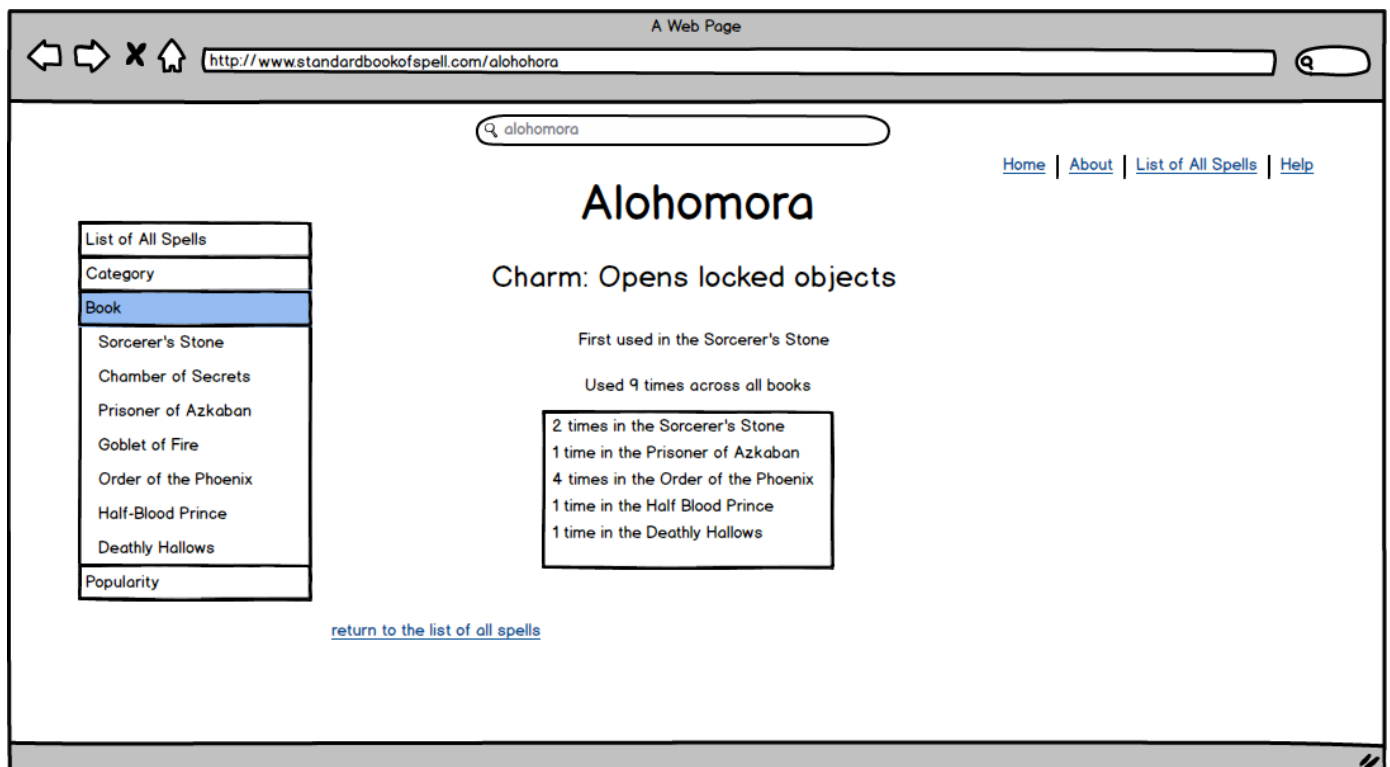 A Web Page
http://www.standardbookofspell.com/alohohora
alohomora
Home | About | List of All Spells | Help
Alohomora
Charm: Opens locked objects
First used in the Sorcerer's Stone
Used 9 times across all books
2 times in the Sorcerer's Stone
1 time in the Prisoner of Azkaban
4 times in the Order of the Phoenix
1 time in the Half Blood Prince
1 time in the Deathly Hallows
List of All Spells
Category
Book
Sorcerer's Stone
Chamber of Secrets
Prisoner of Azkaban
Goblet of Fire
Order of the Phoenix
Half-Blood Prince
Deathly Hallows
Popularity
return to the list of all spells